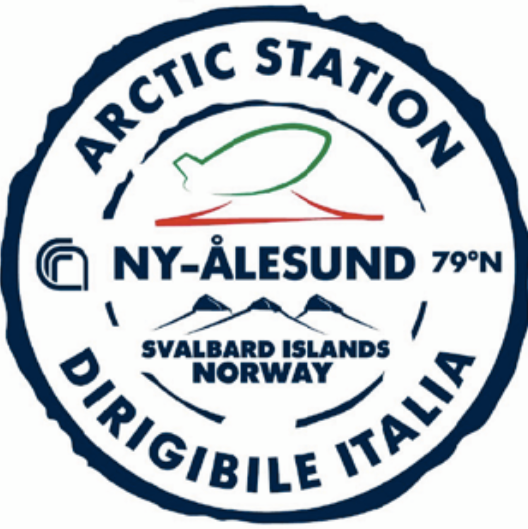 ARCTIC STATION
NY-ÅLESUND 79°N
SVALBARD ISLANDS
NORWAY
DIRIGIBILE ITALIA